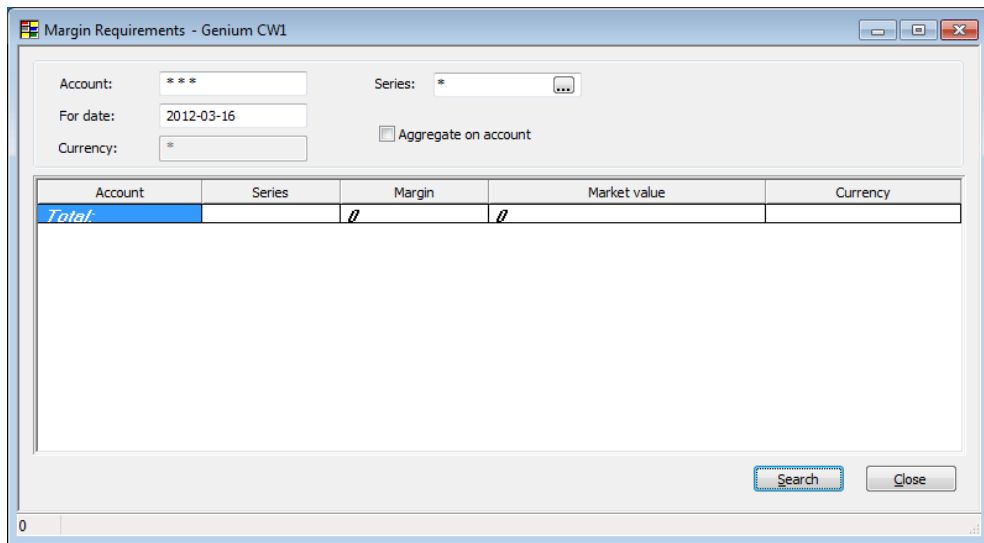 Margin Requirements - Genium CW1
Account: * * * Series: * ...
For date: 2012-03-16
Aggregate on account
Currency: *
Account Series Margin Market value Currency
Total: 0 0
Search Close
0